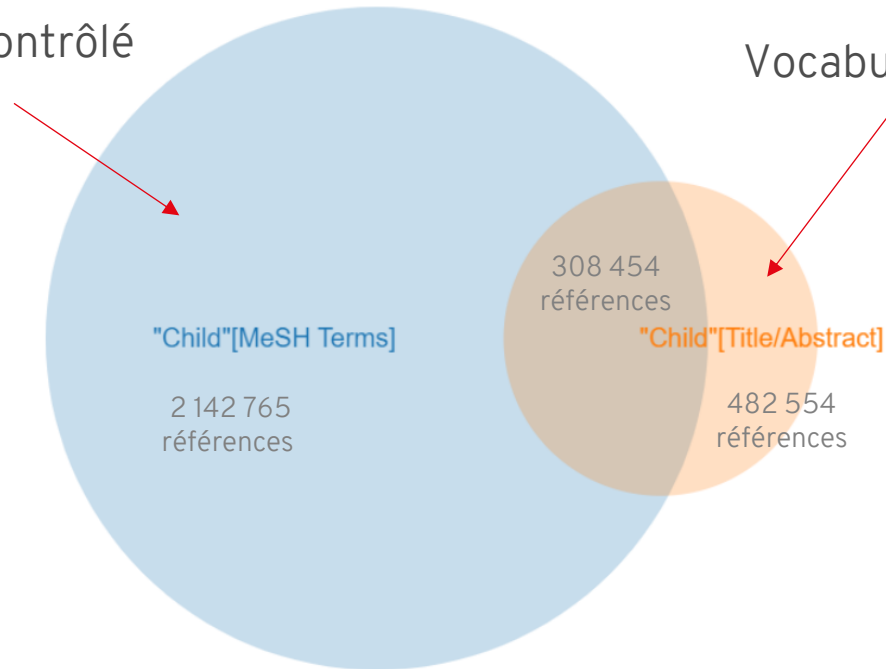 ontrôlé
Vocabu
308 454
références
"Child"[MeSH Terms]
"Child"[Title/Abstract]
2 142 765
références
482 554
références